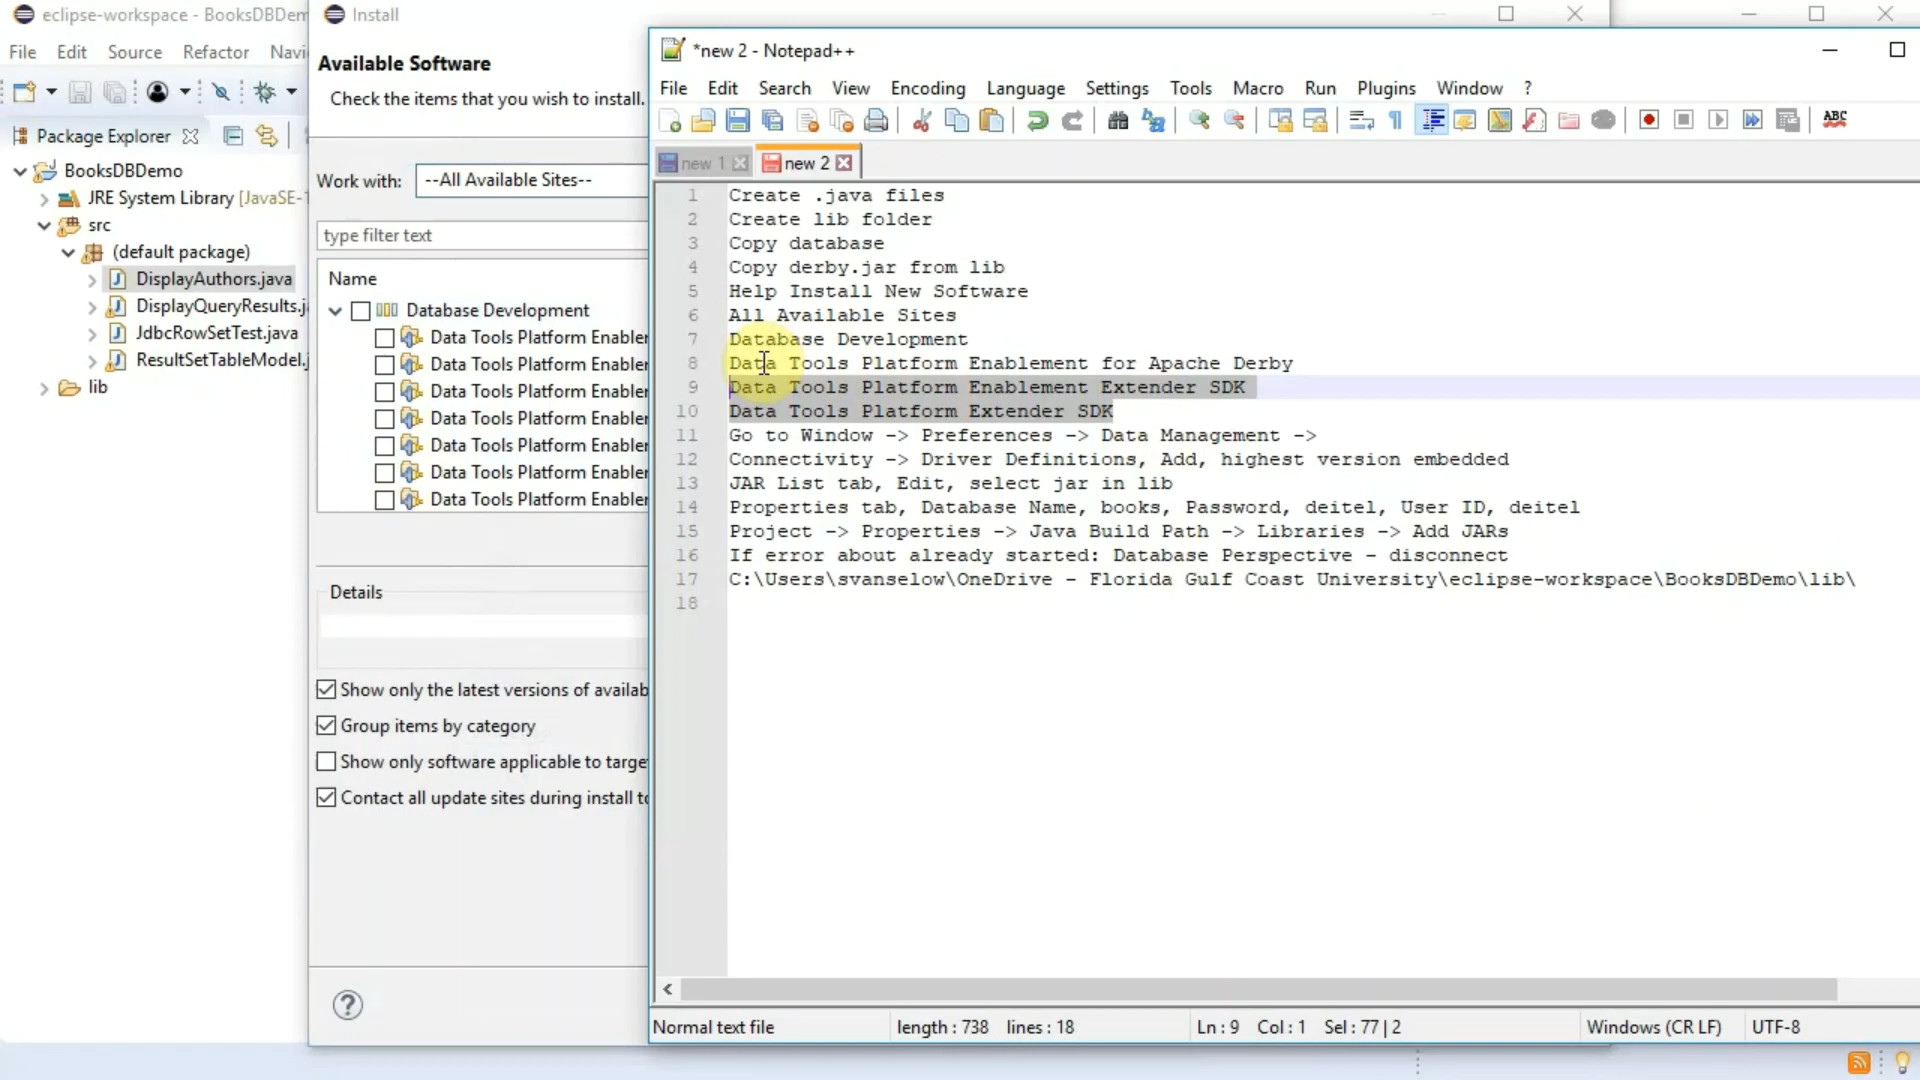 eclipse-workspace - BooksDBDem
File Edit Source Refactor Navi
Package Explorer
BooksDBDemo
JRE System Library [JavaSE-1
src
(default package)
DisplayAuthors.java
DisplayQueryResults.j
JdbcRowSetTest.java
ResultSetTableModel.j
lib
Install
Available Software
Check the items that you wish to install.
Work with: --All Available Sites--
type filter text
Name
Database Development
Data Tools Platform Enabler
Data Tools Platform Enabler
Data Tools Platform Enabler
Data Tools Platform Enabler
Data Tools Platform Enabler
Data Tools Platform Enabler
Data Tools Platform Enabler
Details
Show only the latest versions of availab
Group items by category
Show only software applicable to targe
Contact all update sites during install to
?
*new 2 - Notepad++
File Edit Search View Encoding Language Settings Tools Macro Run Plugins Window ?
ABC
new 1 new 2
1 Create .java files
2 Create lib folder
3 Copy database
4 Copy derby.jar from lib
5 Help Install New Software
6 All Available Sites
7 Database Development
8 Data Tools Platform Enablement for Apache Derby
9 Data Tools Platform Enablement Extender SDK
10 Data Tools Platform Extender SDK
11 Go to Window -> Preferences -> Data Management ->
12 Connectivity -> Driver Definitions, Add, highest version embedded
13 JAR List tab, Edit, select jar in lib
14 Properties tab, Database Name, books, Password, deitel, User ID, deitel
15 Project -> Properties -> Java Build Path -> Libraries -> Add JARs
16 If error about already started: Database Perspective - disconnect
17 C:\Users\svanselow\OneDrive - Florida Gulf Coast University\eclipse-workspace\BooksDBDemo\lib\
18
Normal text file length : 738 lines : 18 Ln : 9 Col : 1 Sel : 77 | 2 Windows (CR LF) UTF-8